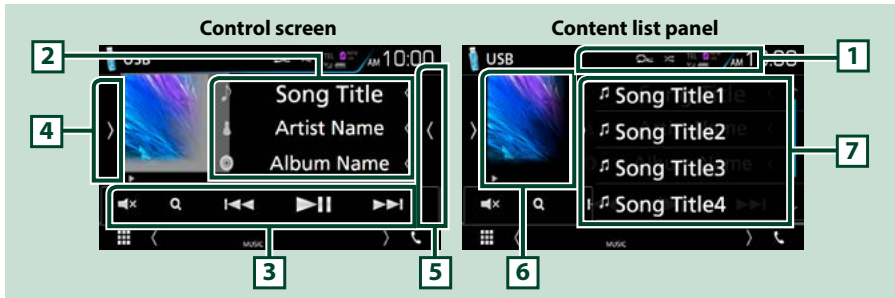 Control screen
Content list panel
2
1
USB
AM 10:00
USB
AM
Song Title
Artist Name
Album Name
4
Song Title1
Song Title2
Song Title3
Song Title4
7
MUSIC
MUSIC
3
5
6